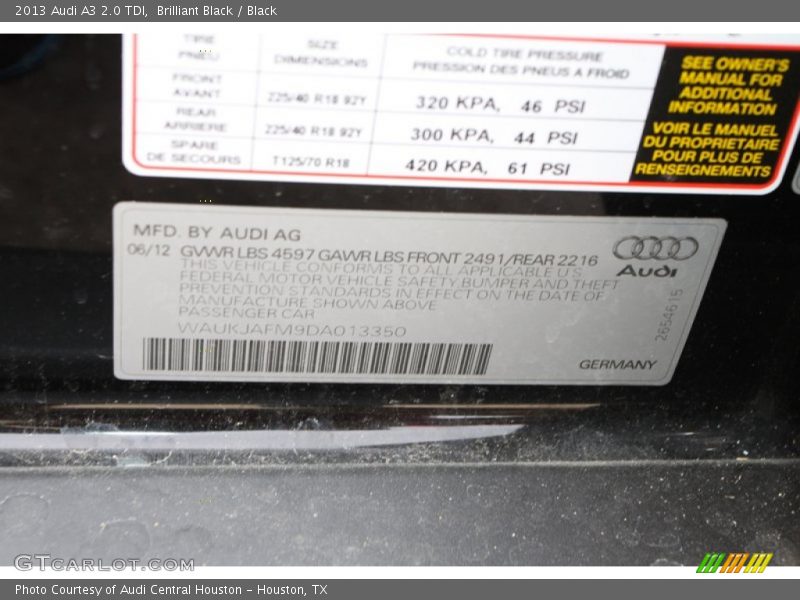 2013 Audi A3 2.0 TDI, Brilliant Black / Black
TIRE
PNEU
SIZE
DIMENSIONS
COLD TIRE PRESSURE
PRESSION DES PNEUS A FROID
FRONT
AVANT
225/40 R18 92Y
320 KPA, 46 PSI
REAR
ARRIERE
225/40 R18 92Y
300 KPA, 44 PSI
SPARE
DE SECOURS
T125/70 R18
420 KPA, 61 PSI
SEE OWNER'S
MANUAL FOR
ADDITIONAL
INFORMATION
VOIR LE MANUEL
DU PROPRIETAIRE
POUR PLUS DE
RENSEIGNEMENTS
MFD. BY AUDI AG
06/12 GVWR LBS 4597 GAWR LBS FRONT 2491/REAR 2216
THIS VEHICLE CONFORMS TO ALL APPLICABLE U S
FEDERAL MOTOR VEHICLE SAFETY, BUMPER AND THEFT
PREVENTION STANDARDS IN EFFECT ON THE DATE OF
MANUFACTURE SHOWN ABOVE
PASSENGER CAR
WAUKJAFM9DA013350
Audi
2654615
GERMANY
GTCARLOT.COM
Photo Courtesy of Audi Central Houston - Houston, TX